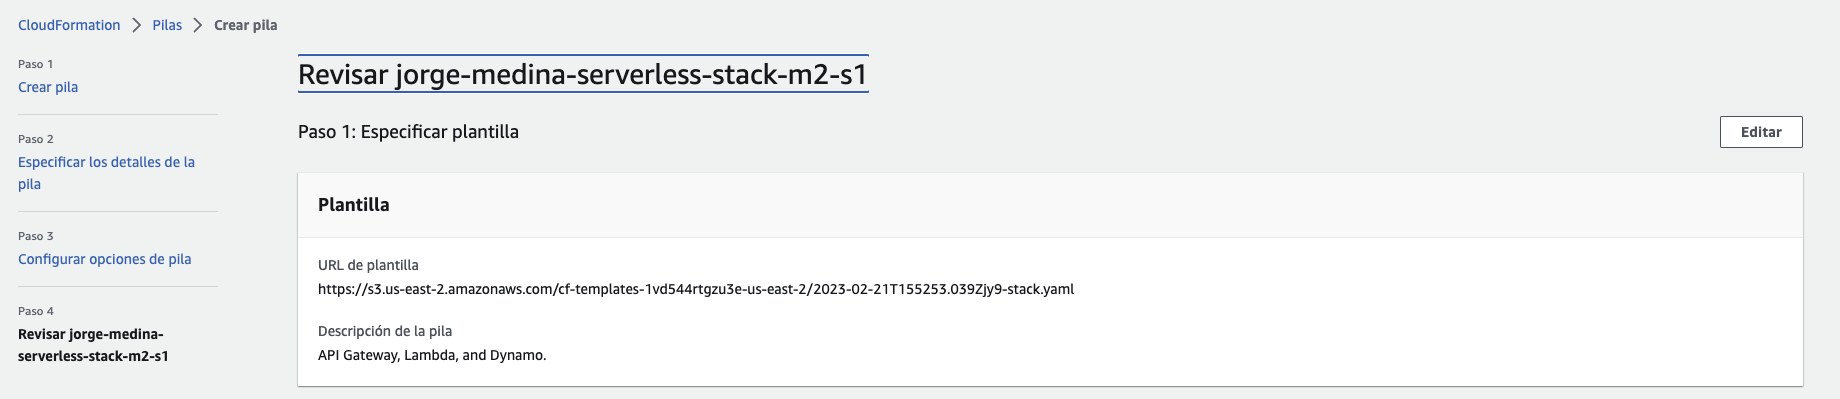 CloudFormation > Pilas > Crear pila
Paso 1
Crear pila
Paso 2
Especificar los detalles de la
pila
Paso 3
Configurar opciones de pila
Paso 4
Revisar jorge-medina-
serverless-stack-m2-s1
Revisar jorge-medina-serverless-stack-m2-s1
Paso 1: Especificar plantilla
Editar
Plantilla
URL de plantilla
https://s3.us-east-2.amazonaws.com/cf-templates-1vd544rtgzu3e-us-east-2/2023-02-21T155253.039Zjy9-stack.yaml
Descripción de la pila
API Gateway, Lambda, and Dynamo.